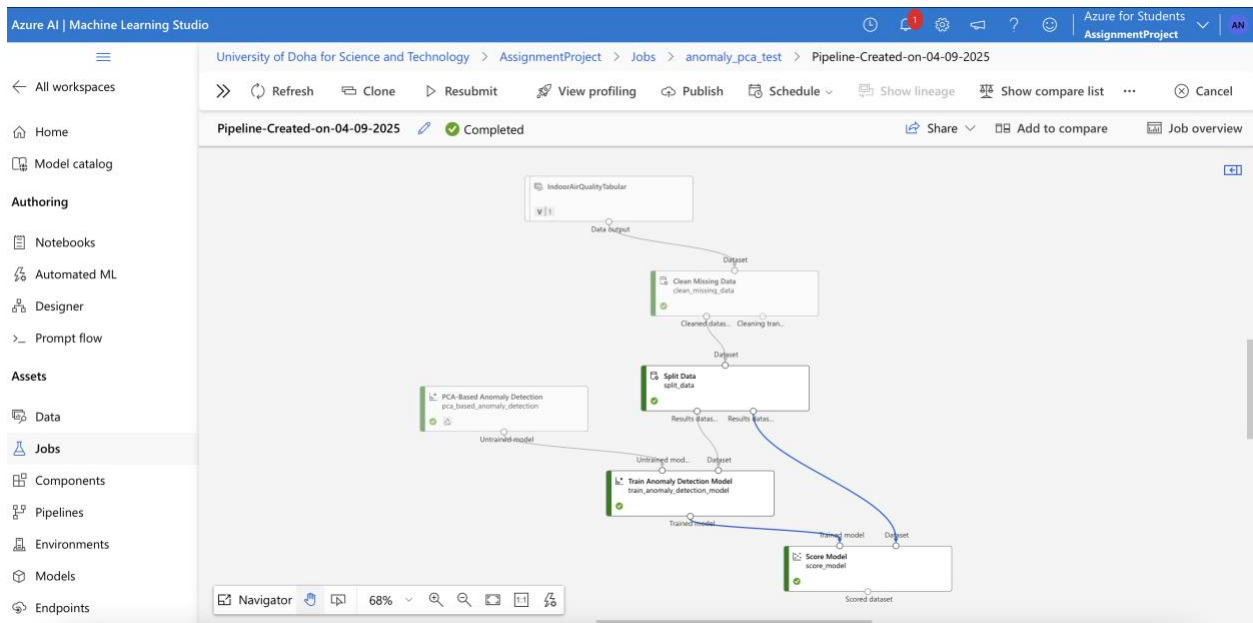 Azure AI | Machine Learning Studio
1
Azure for Students
AssignmentProject
AN
All workspaces
Home
Model catalog
Authoring
Notebooks
Automated ML
Designer
Prompt flow
Assets
Data
Jobs
Components
Pipelines
Environments
Models
Endpoints
University of Doha for Science and Technology > AssignmentProject > Jobs > anomaly_pca_test > Pipeline-Created-on-04-09-2025
Refresh Clone Resubmit View profiling Publish Schedule Show lineage Show compare list ... Cancel
Pipeline-Created-on-04-09-2025 Completed Share Add to compare Job overview
IndoorAirQualityTabular
V 1
Data output
Dataset
Clean Missing Data
clean_missing_data
Cleaned datas... Cleaning tran...
Dataset
Split Data
split_data
Results datas... Results datas...
PCA-Based Anomaly Detection
pca_based_anomaly_detection
Untrained model
Untrained mod... Dataset
Train Anomaly Detection Model
train_anomaly_detection_model
Trained model
Trained model Dataset
Score Model
score_model
Scored dataset
Navigator 68% 1:1